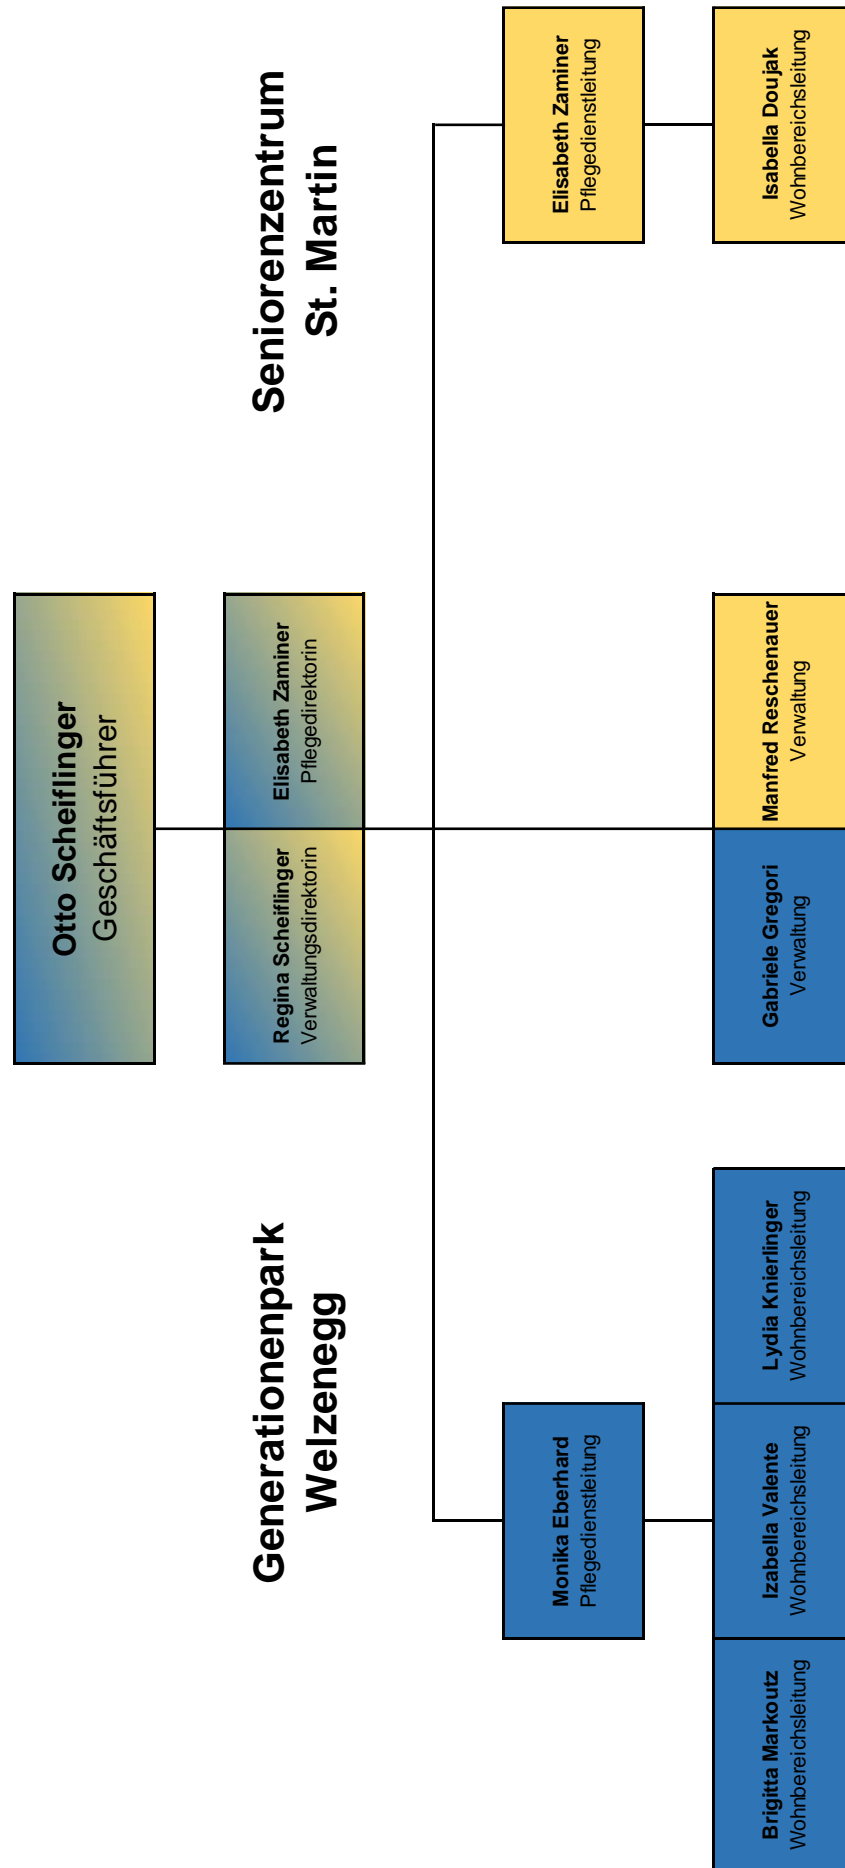 Otto Scheiflinger
Geschäftsführer
Generationenpark
Welzenegg
Regina Scheiflinger
Verwaltungsdirektorin
Elisabeth Zaminer
Pflegedirektorin
Seniorenzentrum
St. Martin
Monika Eberhard
Pflegedienstleitung
Elisabeth Zaminer
Pflegedienstleitung
Brigitta Markoutz
Wohnbereichsleitung
Izabella Valente
Wohnbereichsleitung
Lydia Knierlinger
Wohnbereichsleitung
Gabriele Gregori
Verwaltung
Manfred Reschenauer
Verwaltung
Isabella Doujak
Wohnbereichsleitung